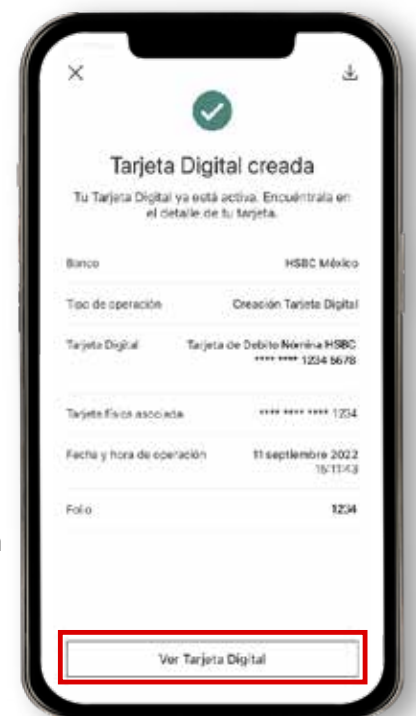 Tarjeta Digital creada
Tu Tarjeta Digital ya está activa. Encuéntrala en
el detalle de tu tarjeta.
Banco HSBC México
Tipo de operación Creación Tarjeta Digital
Tarjeta Digital Tarjeta de Debito Nómina HSBC
**** **** 1234 5678
Tarjeta física asociada **** **** **** 1234
Fecha y hora de operación 11 septiembre 2022
Folio 1234
Ver Tarjeta Digital